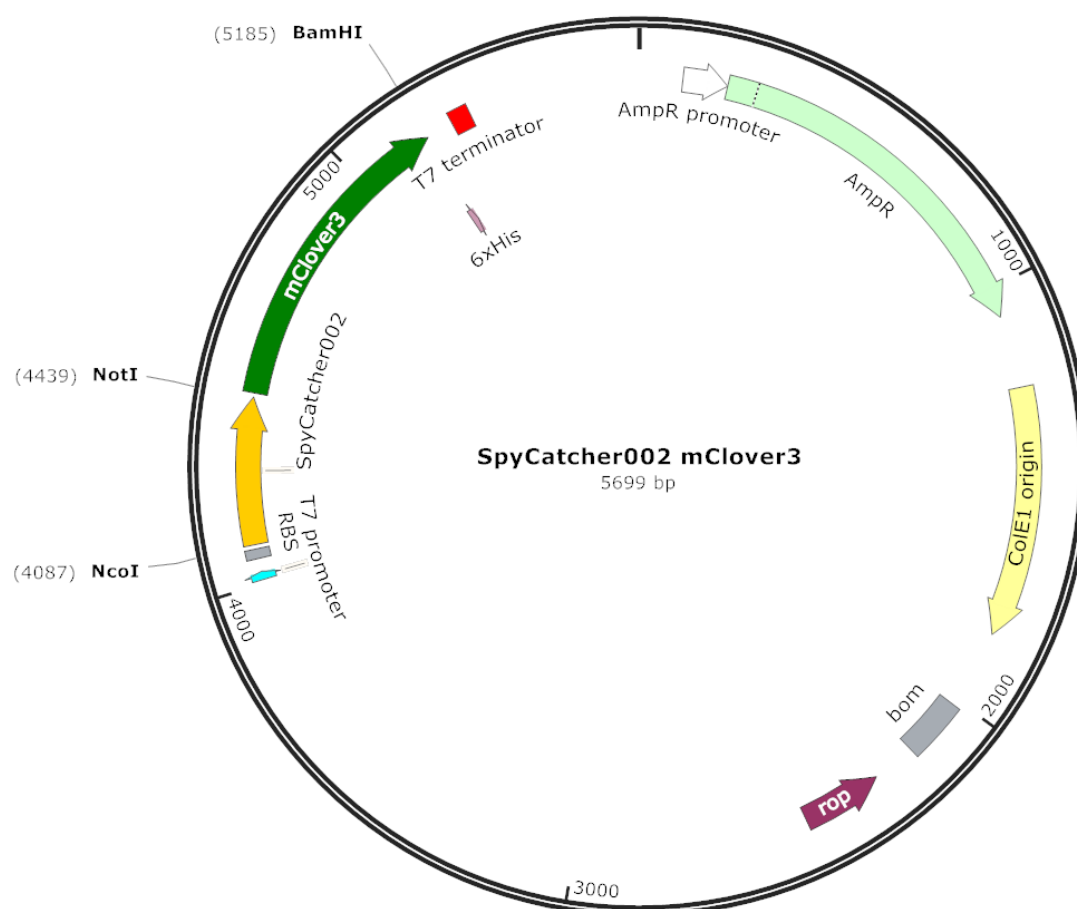 (5185) BamHI
AmpR promoter
T7 terminator
5000
AmpR
mClover3
6xHis
1000
SpyCatcher002
(4439) NotI
SpyCatcher002 mClover3
5699 bp
ColE1 origin
T7 promoter
RBS
(4087) NcoI
4000
2000
bom
rop
3000